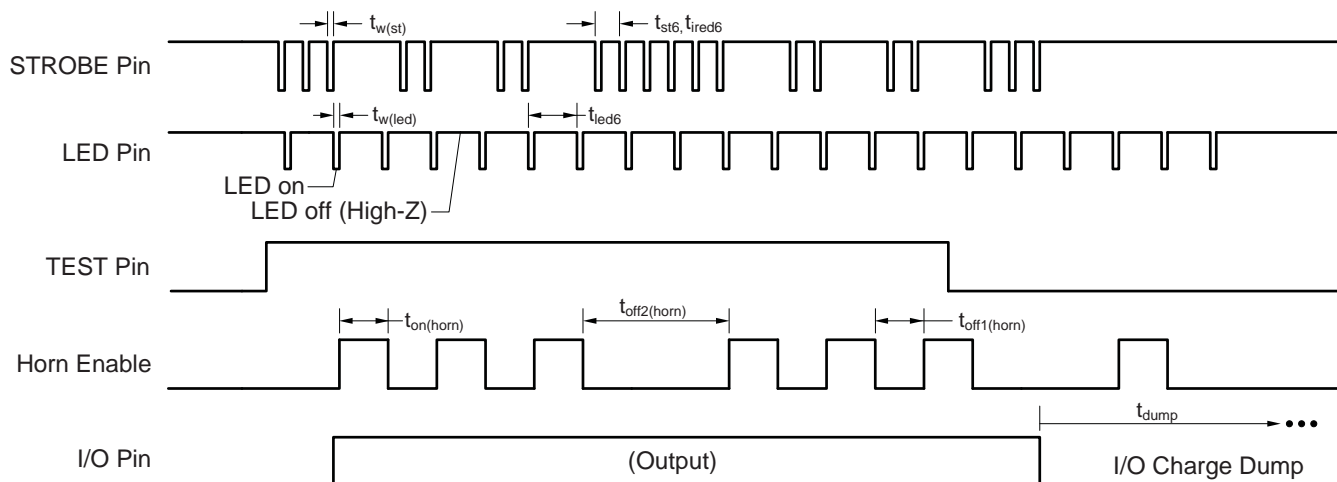 t_w(st)
t_st6, t_ired6
STROBE Pin
t_w(led)
t_led6
LED Pin
LED on
LED off (High-Z)
TEST Pin
t_on(horn)
t_off2(horn)
t_off1(horn)
Horn Enable
t_dump
I/O Pin
(Output)
I/O Charge Dump